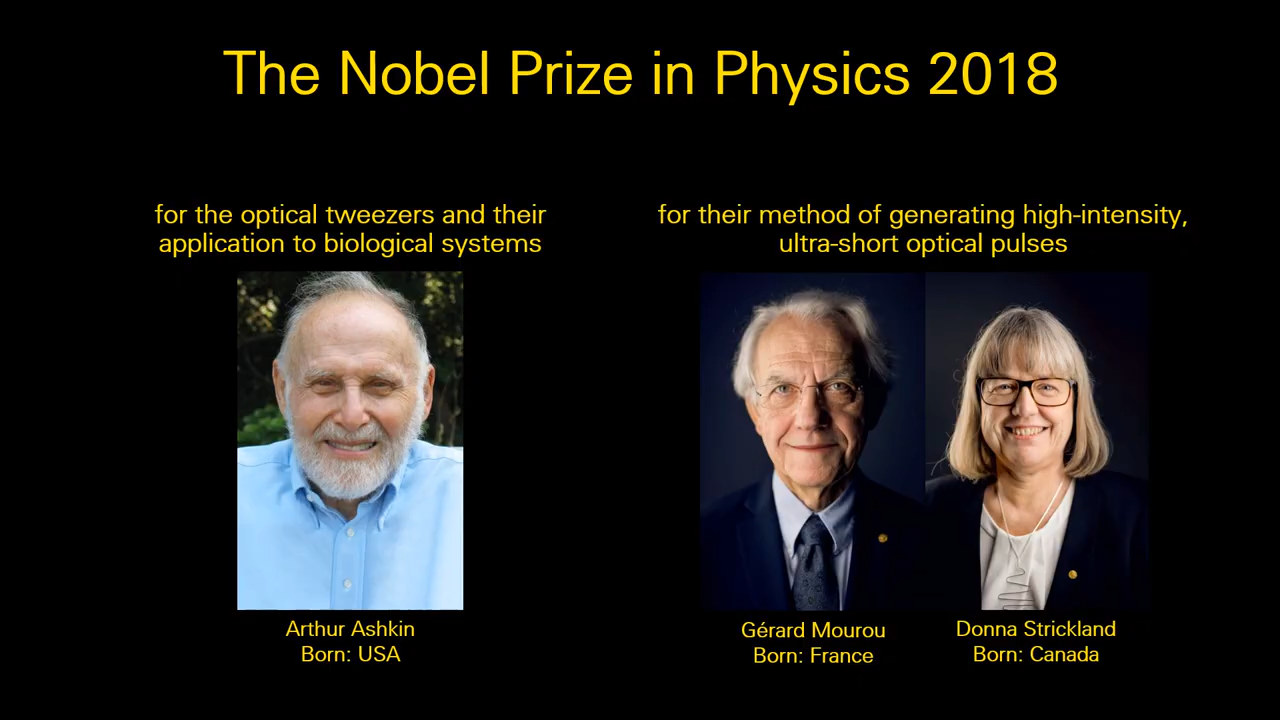 The Nobel Prize in Physics 2018
for the optical tweezers and their
application to biological systems
Arthur Ashkin
Born: USA
for their method of generating high-intensity,
ultra-short optical pulses
Gérard Mourou
Born: France
Donna Strickland
Born: Canada